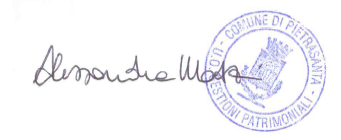 Alessandra
COMUNE DI PIETRASANTA
U.O. GESTIONI PATRIMONIALI